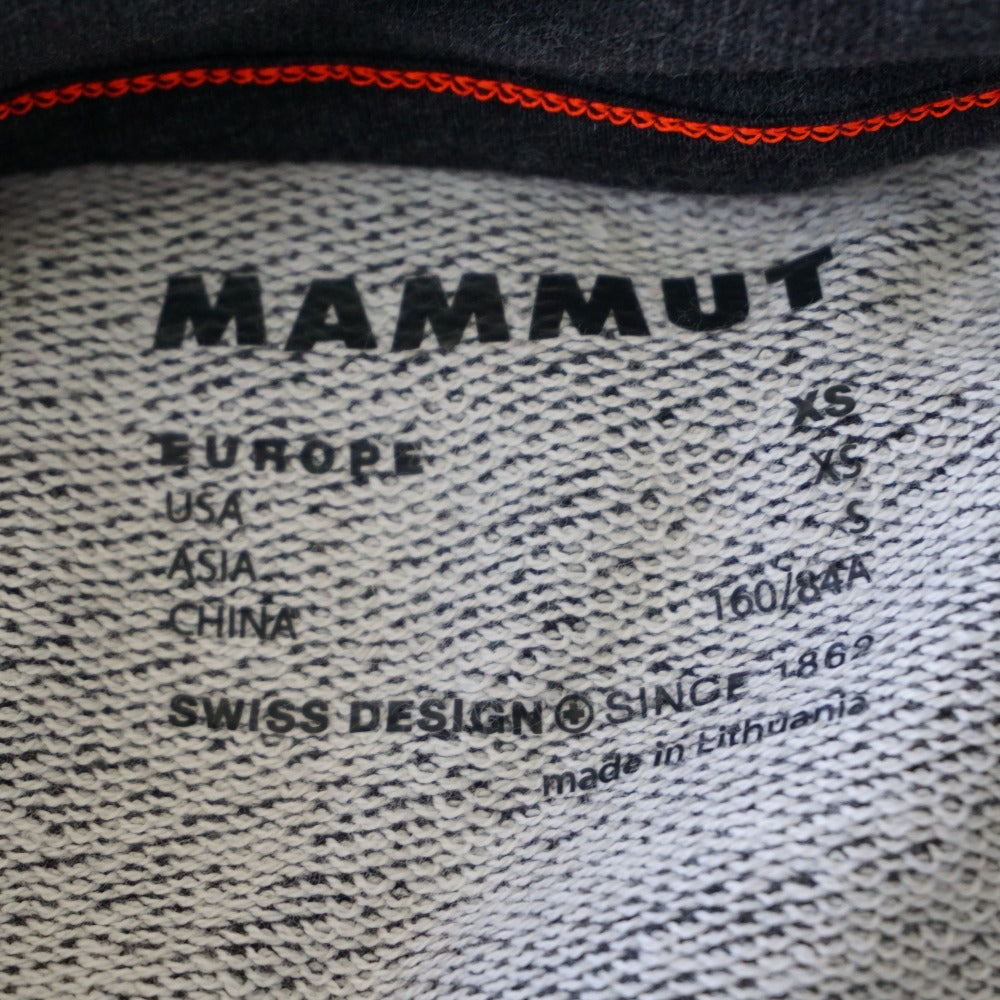 MAMMUT
EUROPE XS
USA XS
ASIA S
CHINA 160/84A
SWISS DESIGN SINCE 1862
made in Lithuania